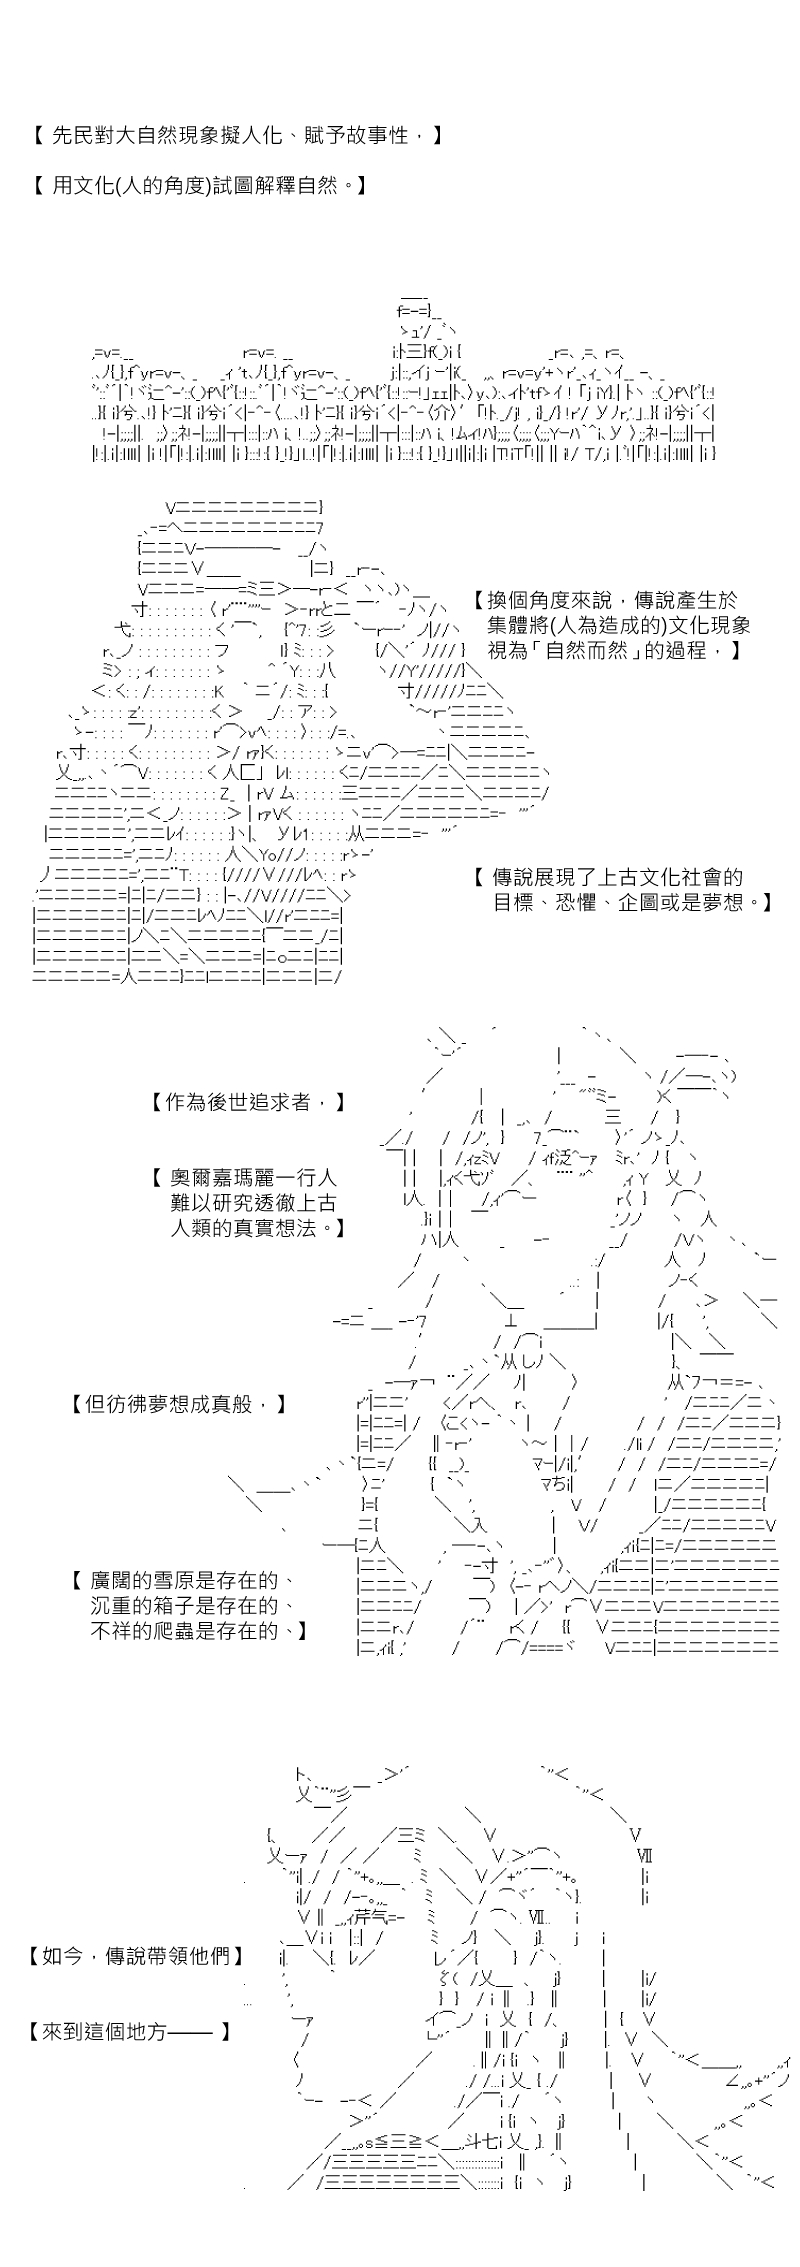 【 先民對大自然現象擬人化、賦予故事性，】
【 用文化(人的角度)試圖解釋自然。】
【換個角度來說，傳說產生於
集體將(人為造成的)文化現象
視為「自然而然」的過程，】
【 傳說展現了上古文化社會的
目標、恐懼、企圖或是夢想。】
【作為後世追求者，】
【 奧爾嘉瑪麗一行人
難以研究透徹上古
人類的真實想法。】
【但彷彿夢想成真般，】
【 廣闊的雪原是存在的、
沉重的箱子是存在的、
不祥的爬蟲是存在的、】
【如今，傳說帶領他們】
【來到這個地方——】